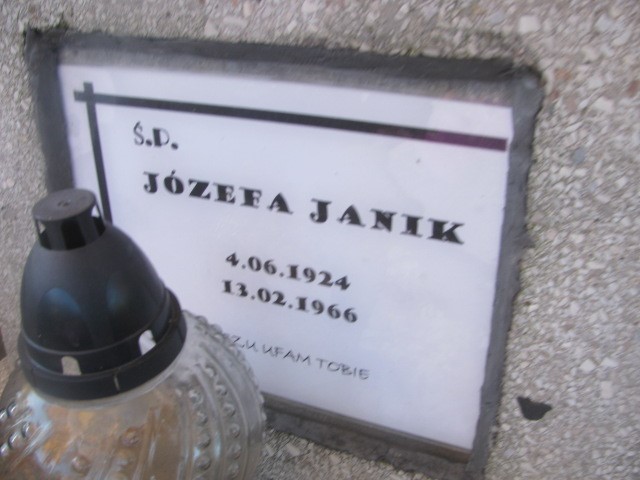 Ś.P.
JÓZEFA JANIK
4.06.1924
13.02.1966
UFAM TOBIE